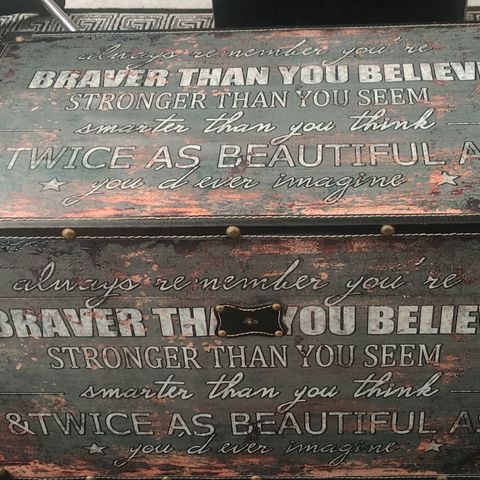 always remember you're
BRAVER THAN YOU BELIEV
STRONGER THAN YOU SEEM
smarter than you think
TWICE AS BEAUTIFUL A
you'd ever imagine
always remember you're
BRAVER THA YOU BELIEV
STRONGER THAN YOU SEEM
smarter than you think
&TWICE AS BEAUTIFUL AS
you'd ever imagine